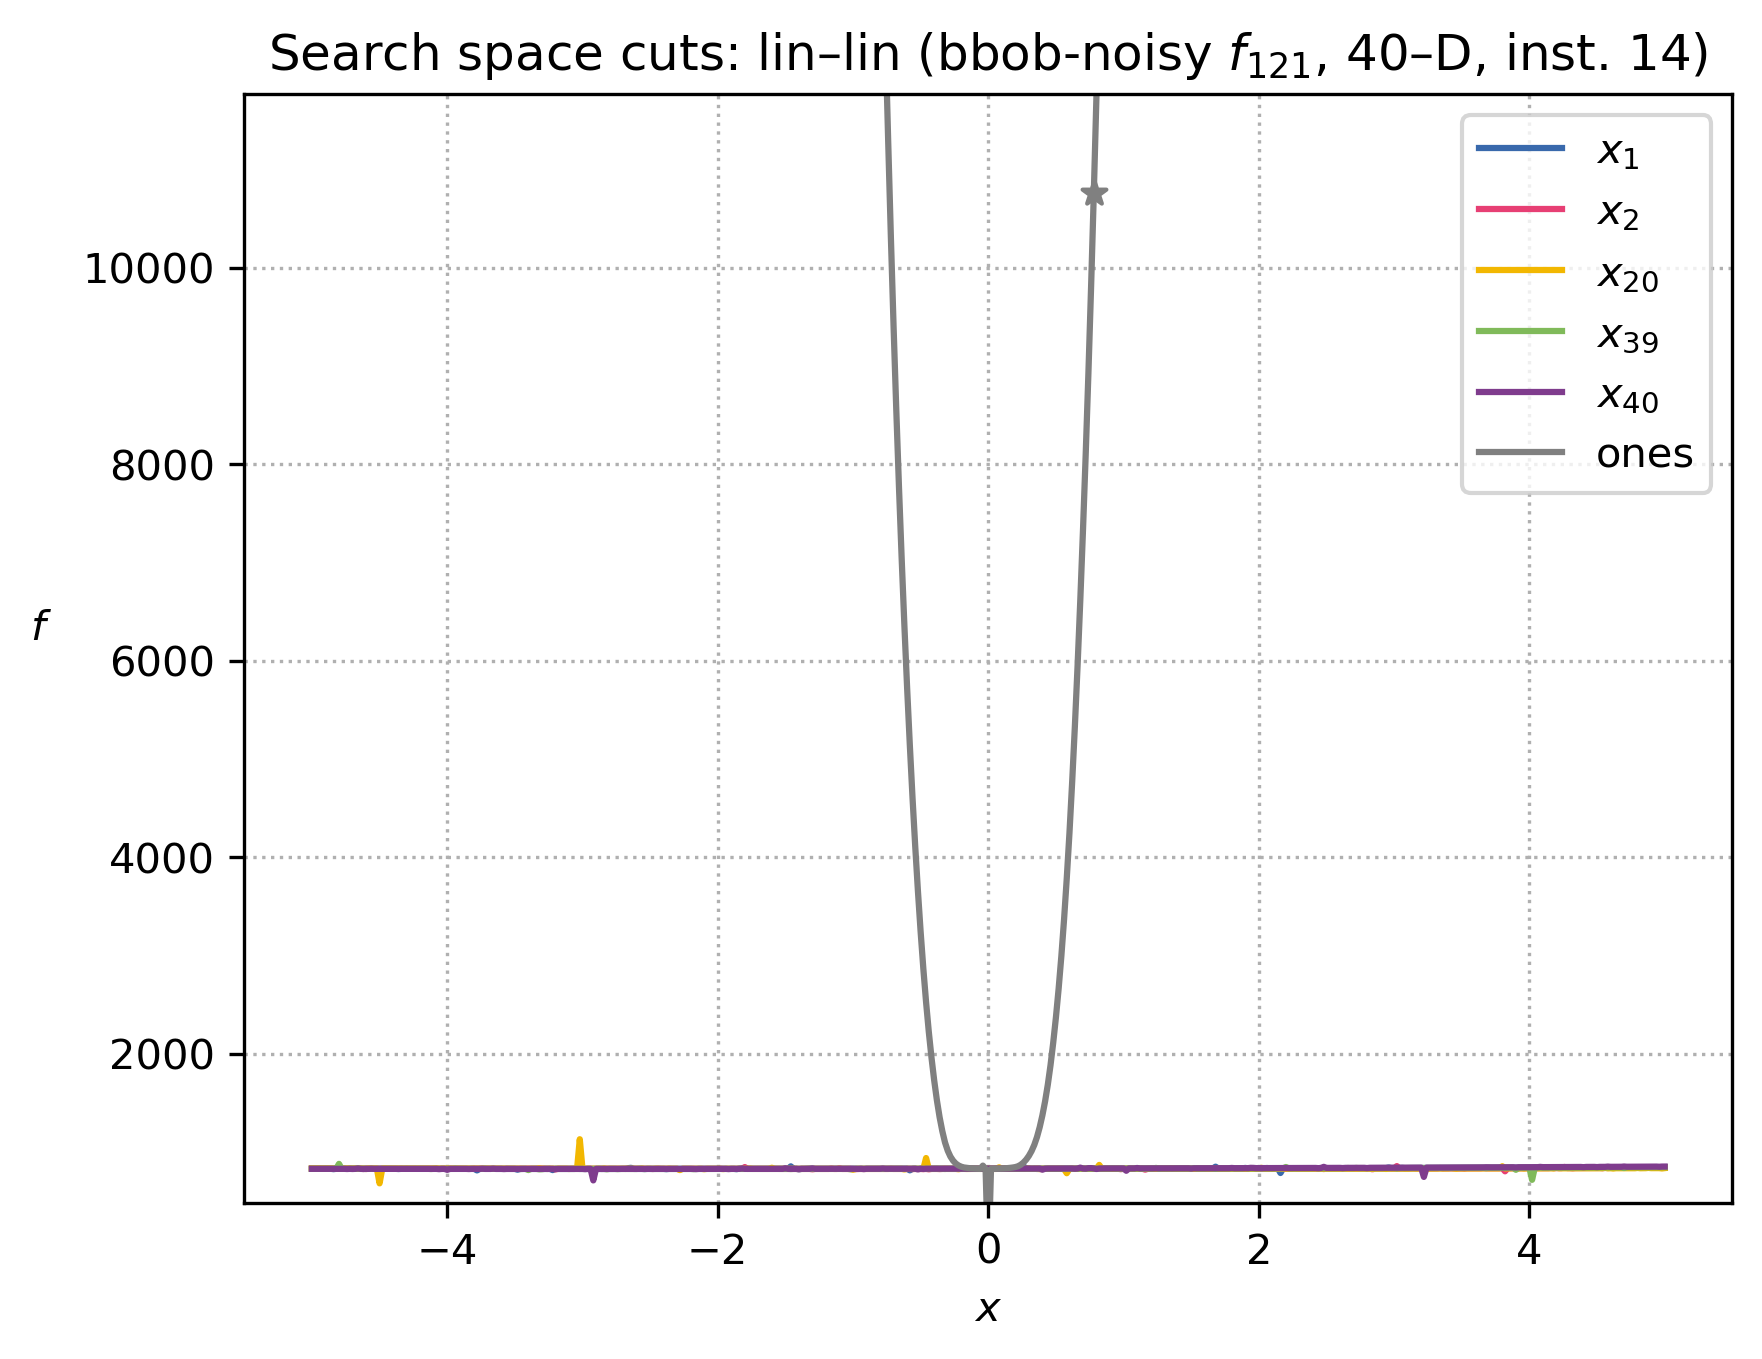 Search space cuts: lin–lin (bbob-noisy f₁₂₁, 40–D, inst. 14)
x₁
x₂
x₂₀
x₃₉
x₄₀
ones
10000
8000
6000
4000
2000
f
−4 −2 0 2 4
x